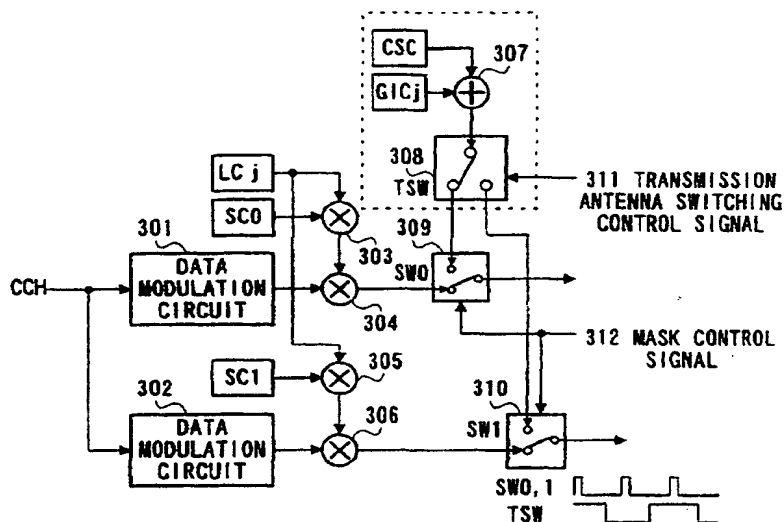 CSC
307
GICj
LCj
308
TSW
311 TRANSMISSION
ANTENNA SWITCHING
CONTROL SIGNAL
SC0
301
303
309
SW0
CCH
DATA
MODULATION
CIRCUIT
304
312 MASK CONTROL
SIGNAL
SC1
305
302
306
310
SW1
DATA
MODULATION
CIRCUIT
SW0,1
TSW